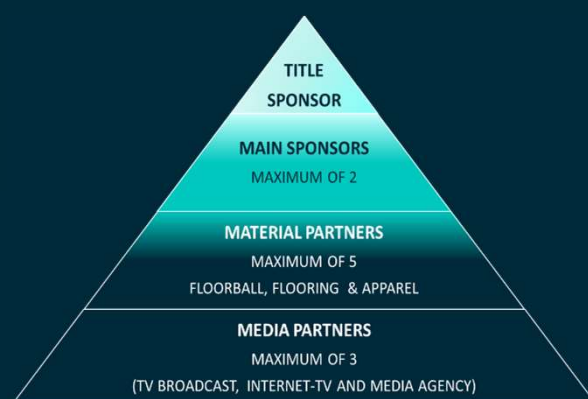 TITLE
SPONSOR
MAIN SPONSORS
MAXIMUM OF 2
MATERIAL PARTNERS
MAXIMUM OF 5
FLOORBALL, FLOORING & APPAREL
MEDIA PARTNERS
MAXIMUM OF 3
(TV BROADCAST, INTERNET-TV AND MEDIA AGENCY)